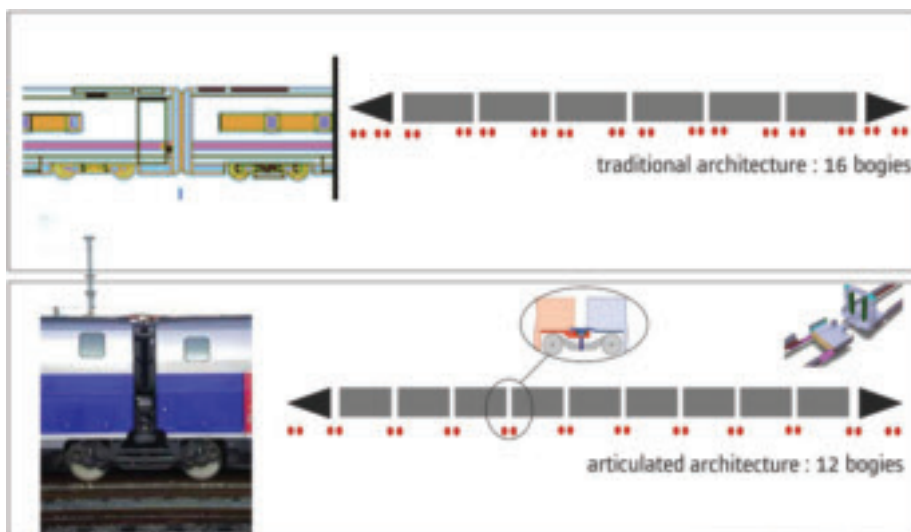 traditional architecture : 16 bogies
articulated architecture : 12 bogies